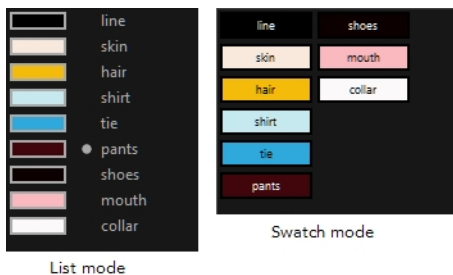 line
skin
hair
shirt
tie
pants
shoes
mouth
collar
List mode
line shoes
skin mouth
hair collar
shirt
tie
pants
Swatch mode